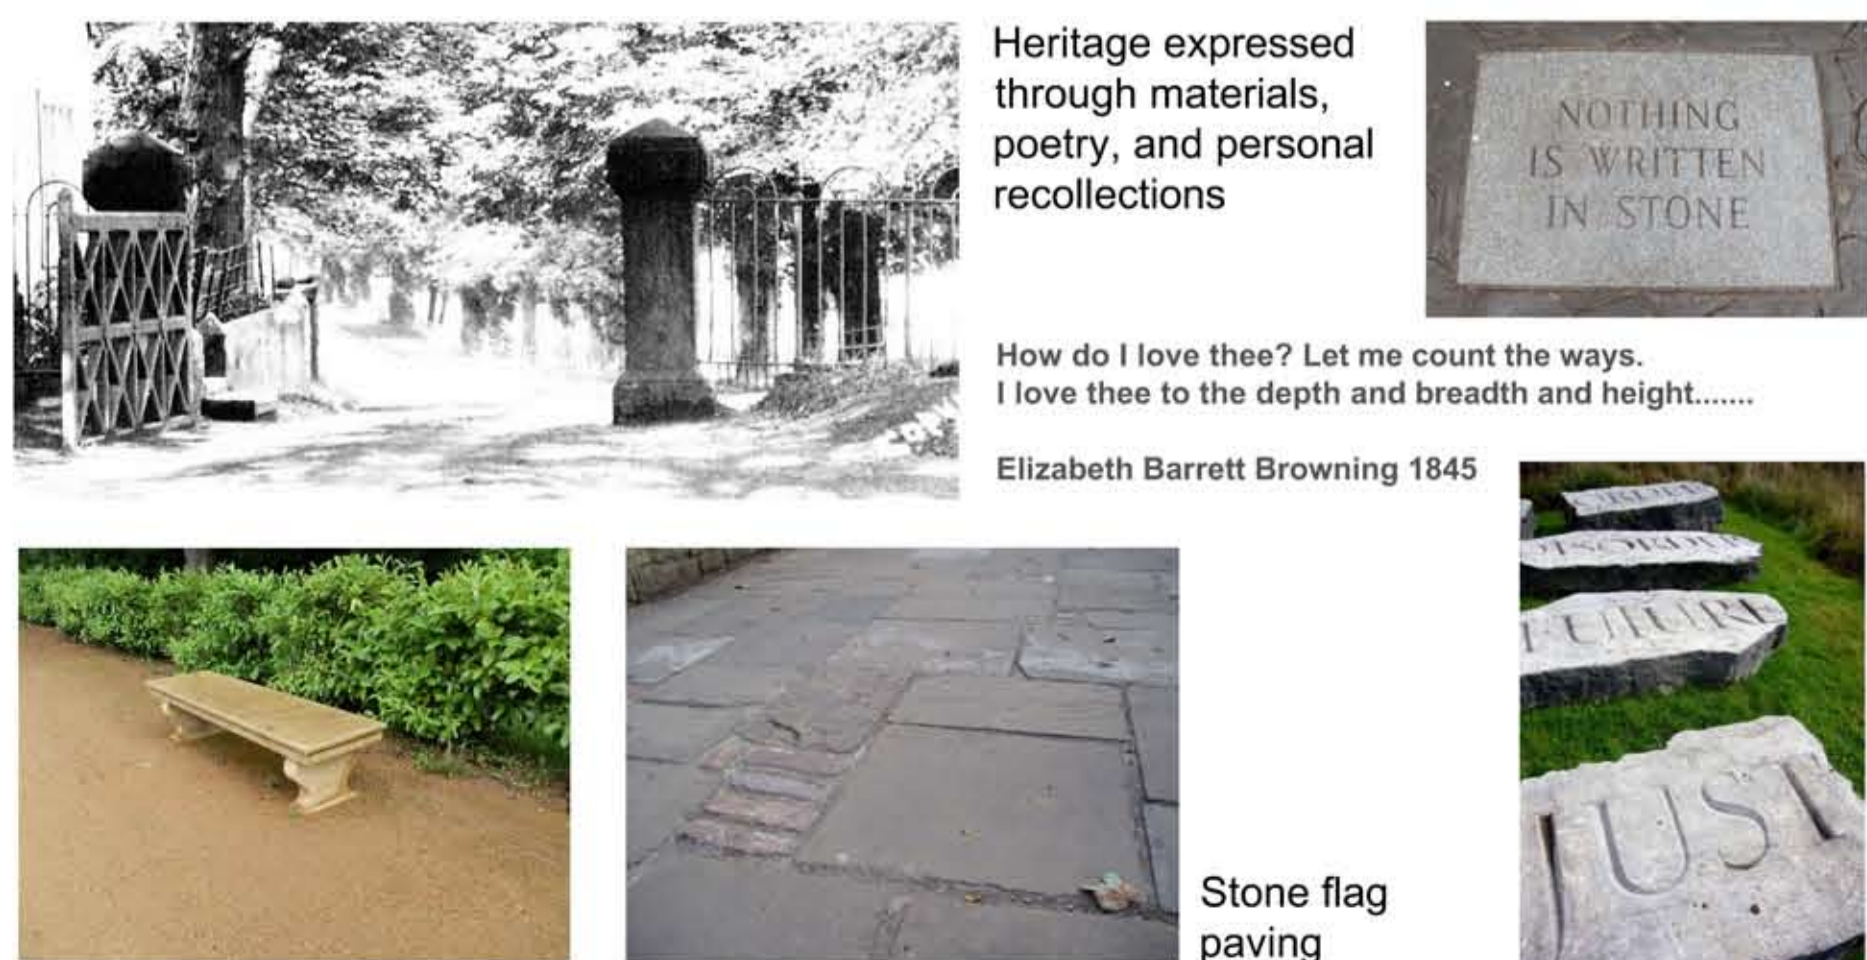 Heritage expressed
through materials,
poetry, and personal
recollections
NOTHING
IS WRITTEN
IN STONE
How do I love thee? Let me count the ways.
I love thee to the depth and breadth and height.......
Elizabeth Barrett Browning 1845
ORDER
DISORDER
FUTURE
JUST
Stone flag
paving